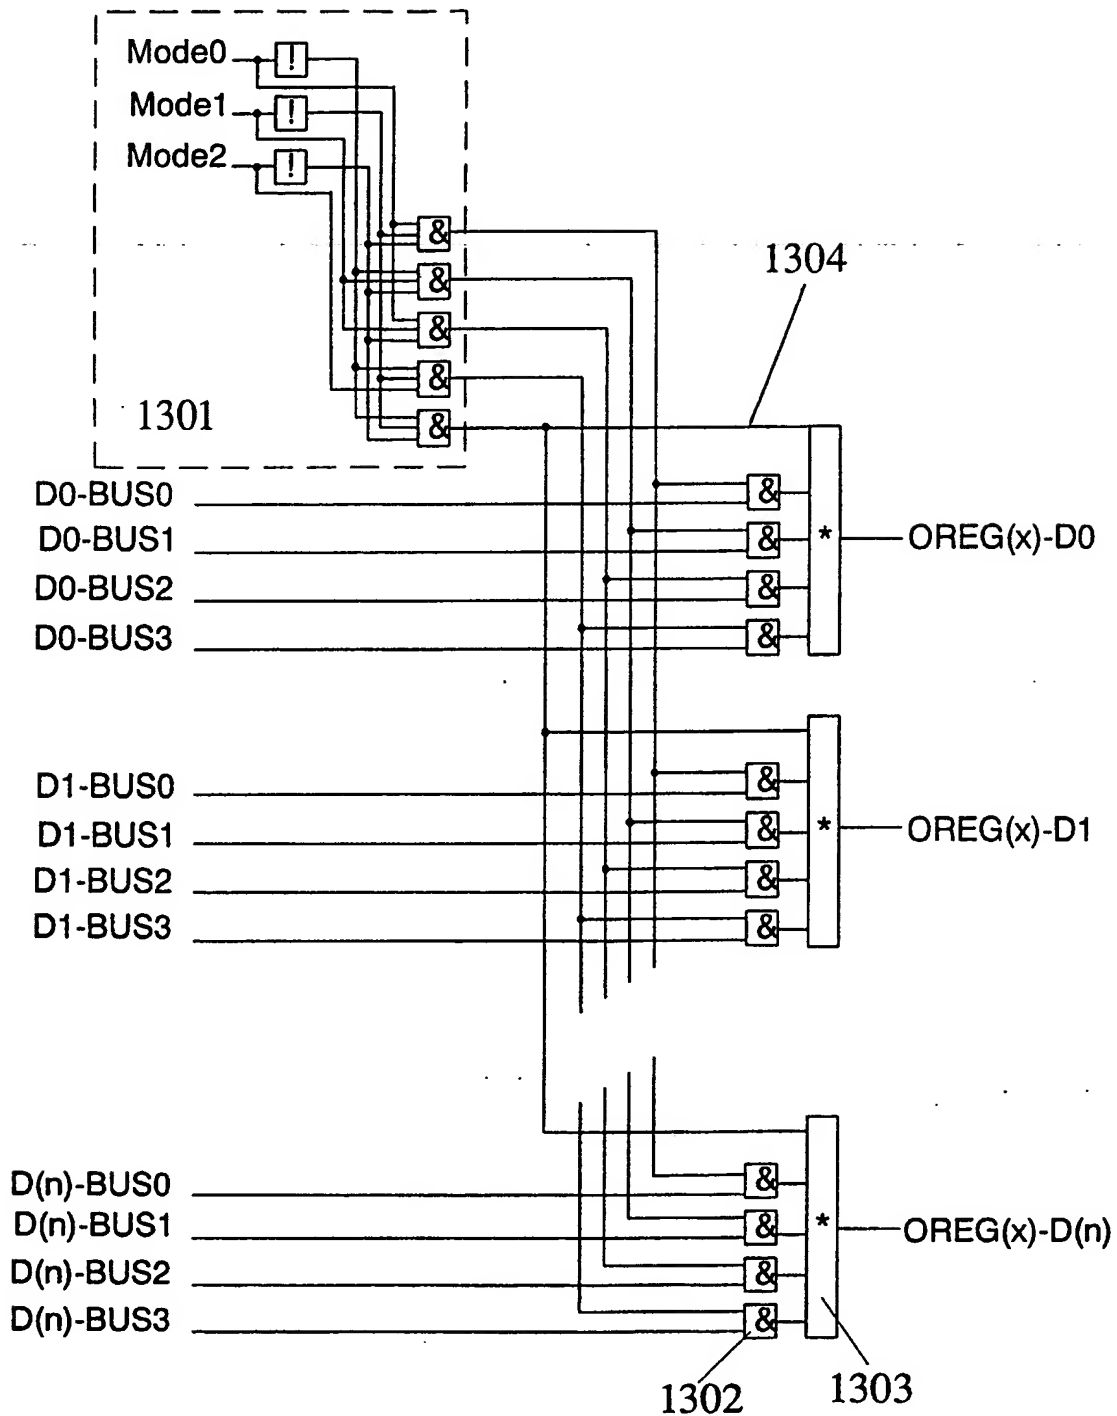 Mode0 !
Mode1 !
Mode2 !
&
&
&
&
&
1301
1304
D0-BUS0 &
D0-BUS1 & * OREG(x)-D0
D0-BUS2 &
D0-BUS3 &
D1-BUS0 &
D1-BUS1 & * OREG(x)-D1
D1-BUS2 &
D1-BUS3 &
D(n)-BUS0 &
D(n)-BUS1 & * OREG(x)-D(n)
D(n)-BUS2 &
D(n)-BUS3 &
1302
1303